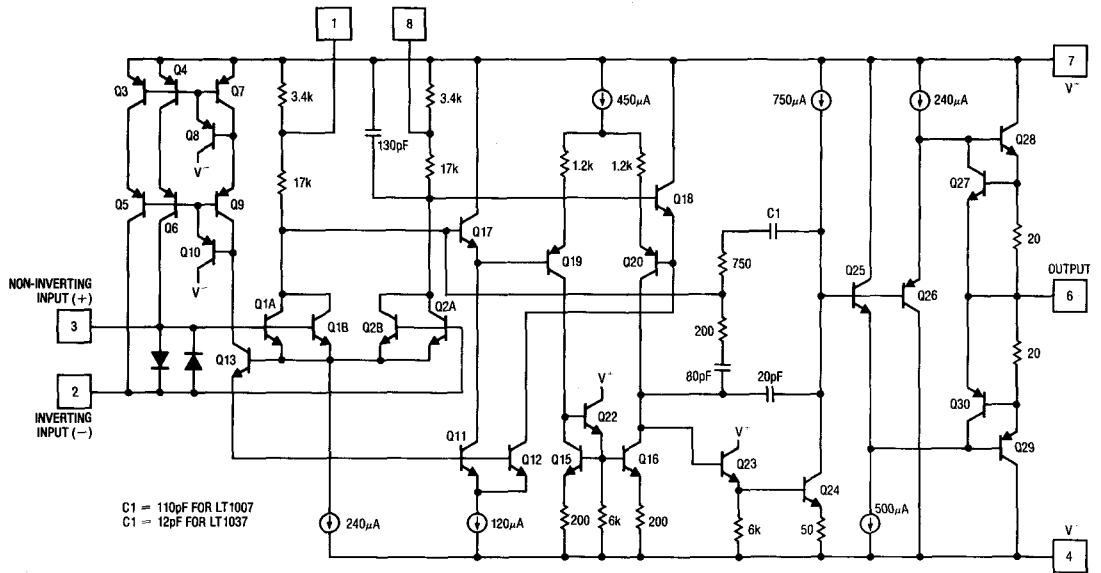 1
8
7
V⁻
Q3
Q4
Q7
3.4k
3.4k
450μA
750μA
240μA
Q8
V⁻
130pF
Q28
17k
17k
1.2k
1.2k
Q27
Q5
Q6
Q9
Q18
C1
20
Q10
V⁻
Q17
Q19
Q20
750
Q25
Q26
OUTPUT
6
NON-INVERTING
INPUT (+)
3
Q1A
Q1B
Q2B
Q2A
Q13
200
20
80pF
20pF
2
INVERTING
INPUT (−)
V⁺
Q22
Q30
Q11
Q12
Q15
Q16
V⁻
Q23
Q29
Q24
C1 = 110pF FOR LT1007
C1 = 12pF FOR LT1037
240μA
120μA
200
6k
200
6k
50
500μA
V⁻
4